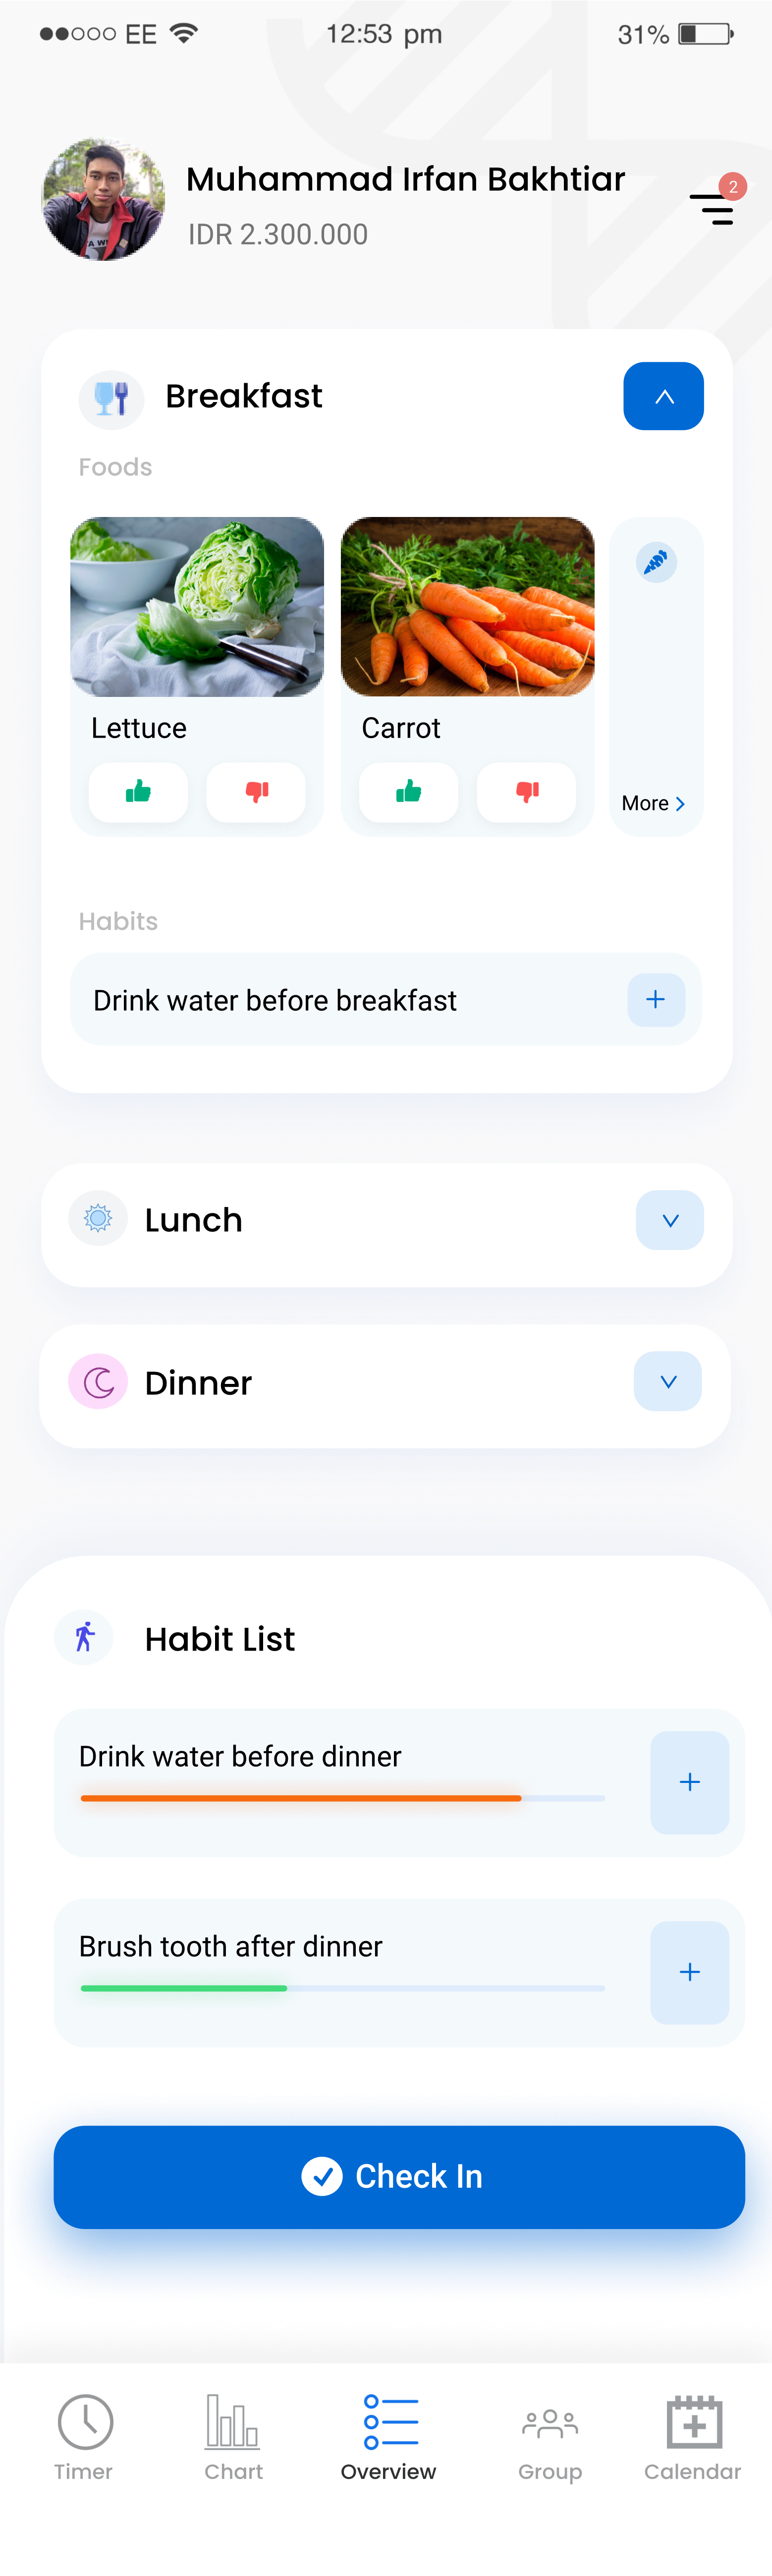 EE 12:53 pm 31%
Muhammad Irfan Bakhtiar
2
IDR 2.300.000
Breakfast
Foods
Lettuce
Carrot
More
Habits
Drink water before breakfast
Lunch
Dinner
Habit List
Drink water before dinner
Brush tooth after dinner
Check In
Timer
Chart
Overview
Group
Calendar